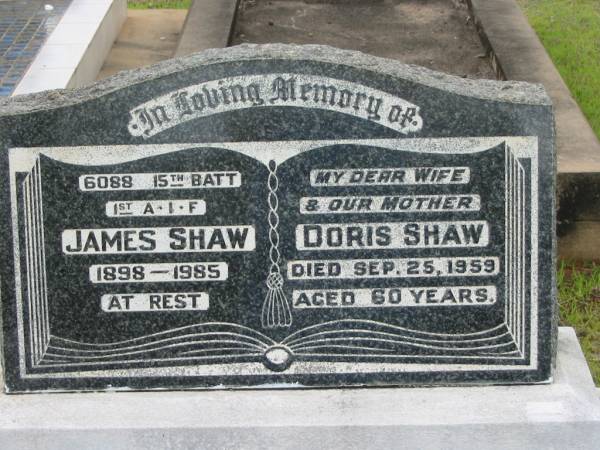 In Loving Memory of
6088 15TH BATT
1ST A·I·F
JAMES SHAW
1898-1985
AT REST
MY DEAR WIFE
& OUR MOTHER
DORIS SHAW
DIED SEP. 25, 1959
AGED 60 YEARS.